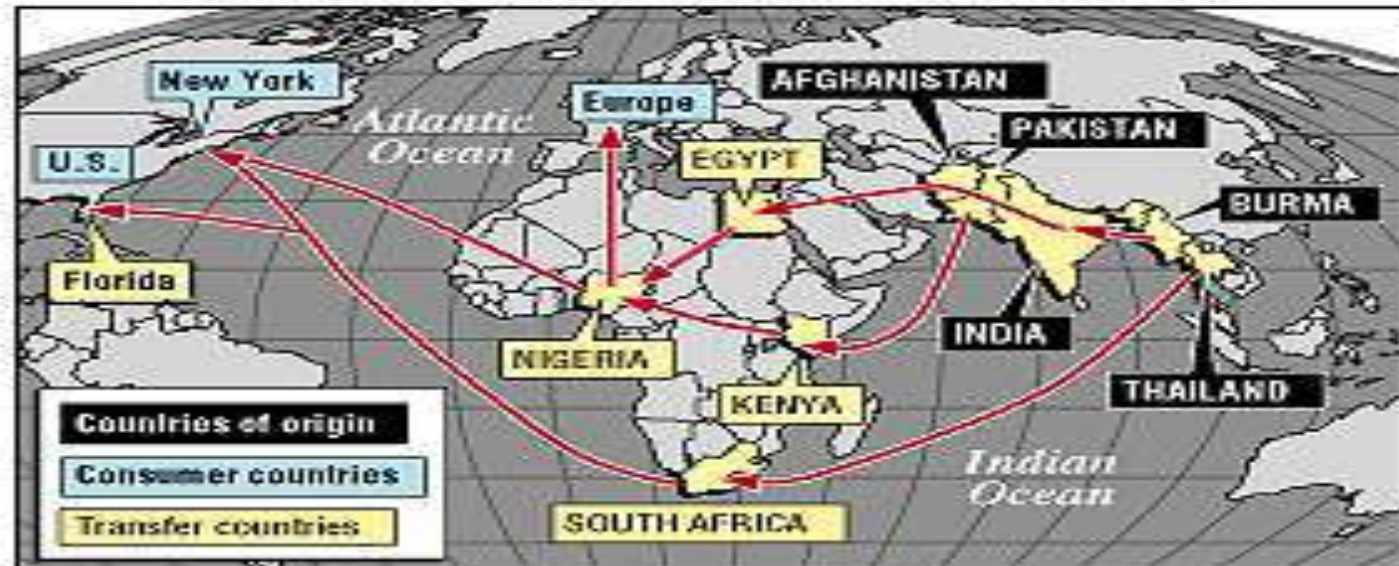 New York
Europe
AFGHANISTAN
PAKISTAN
Atlantic
Ocean
U.S.
EGYPT
BURMA
Florida
INDIA
NIGERIA
KENYA
THAILAND
Countries of origin
Consumer countries
Transfer countries
Indian
Ocean
SOUTH AFRICA